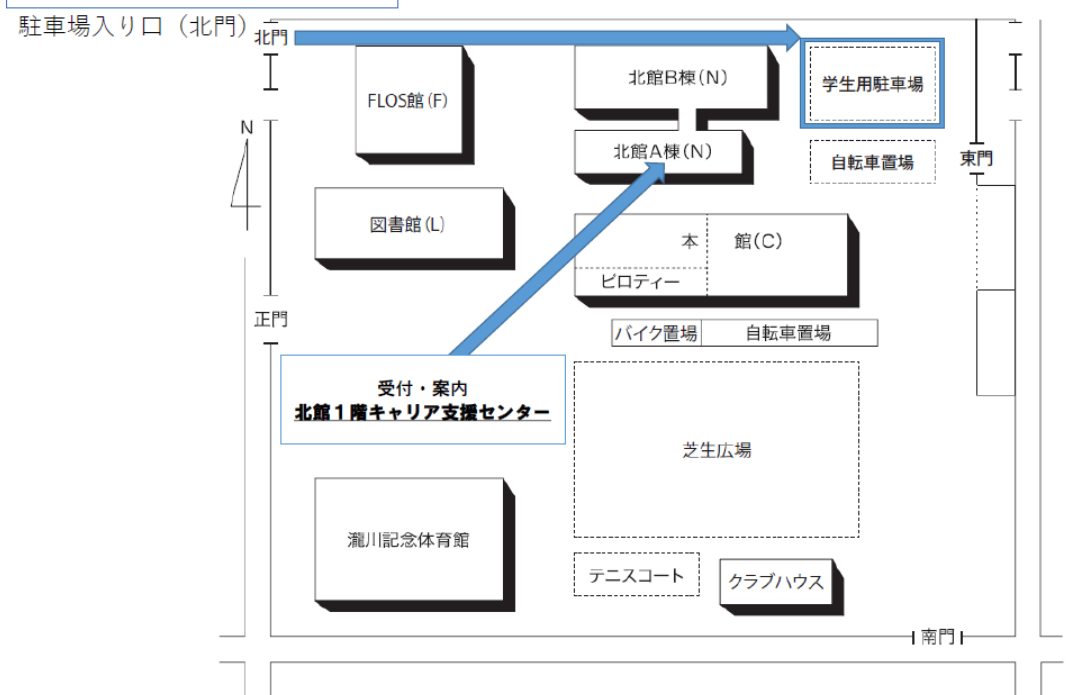 駐車場入り口（北門）
北門
北館B棟(N)
学生用駐車場
FLOS館(F)
N
北館A棟(N)
自転車置場
東門
図書館(L)
本 館(C)
ピロティー
正門
バイク置場 自転車置場
受付・案内
北館１階キャリア支援センター
芝生広場
瀧川記念体育館
テニスコート
クラブハウス
南門